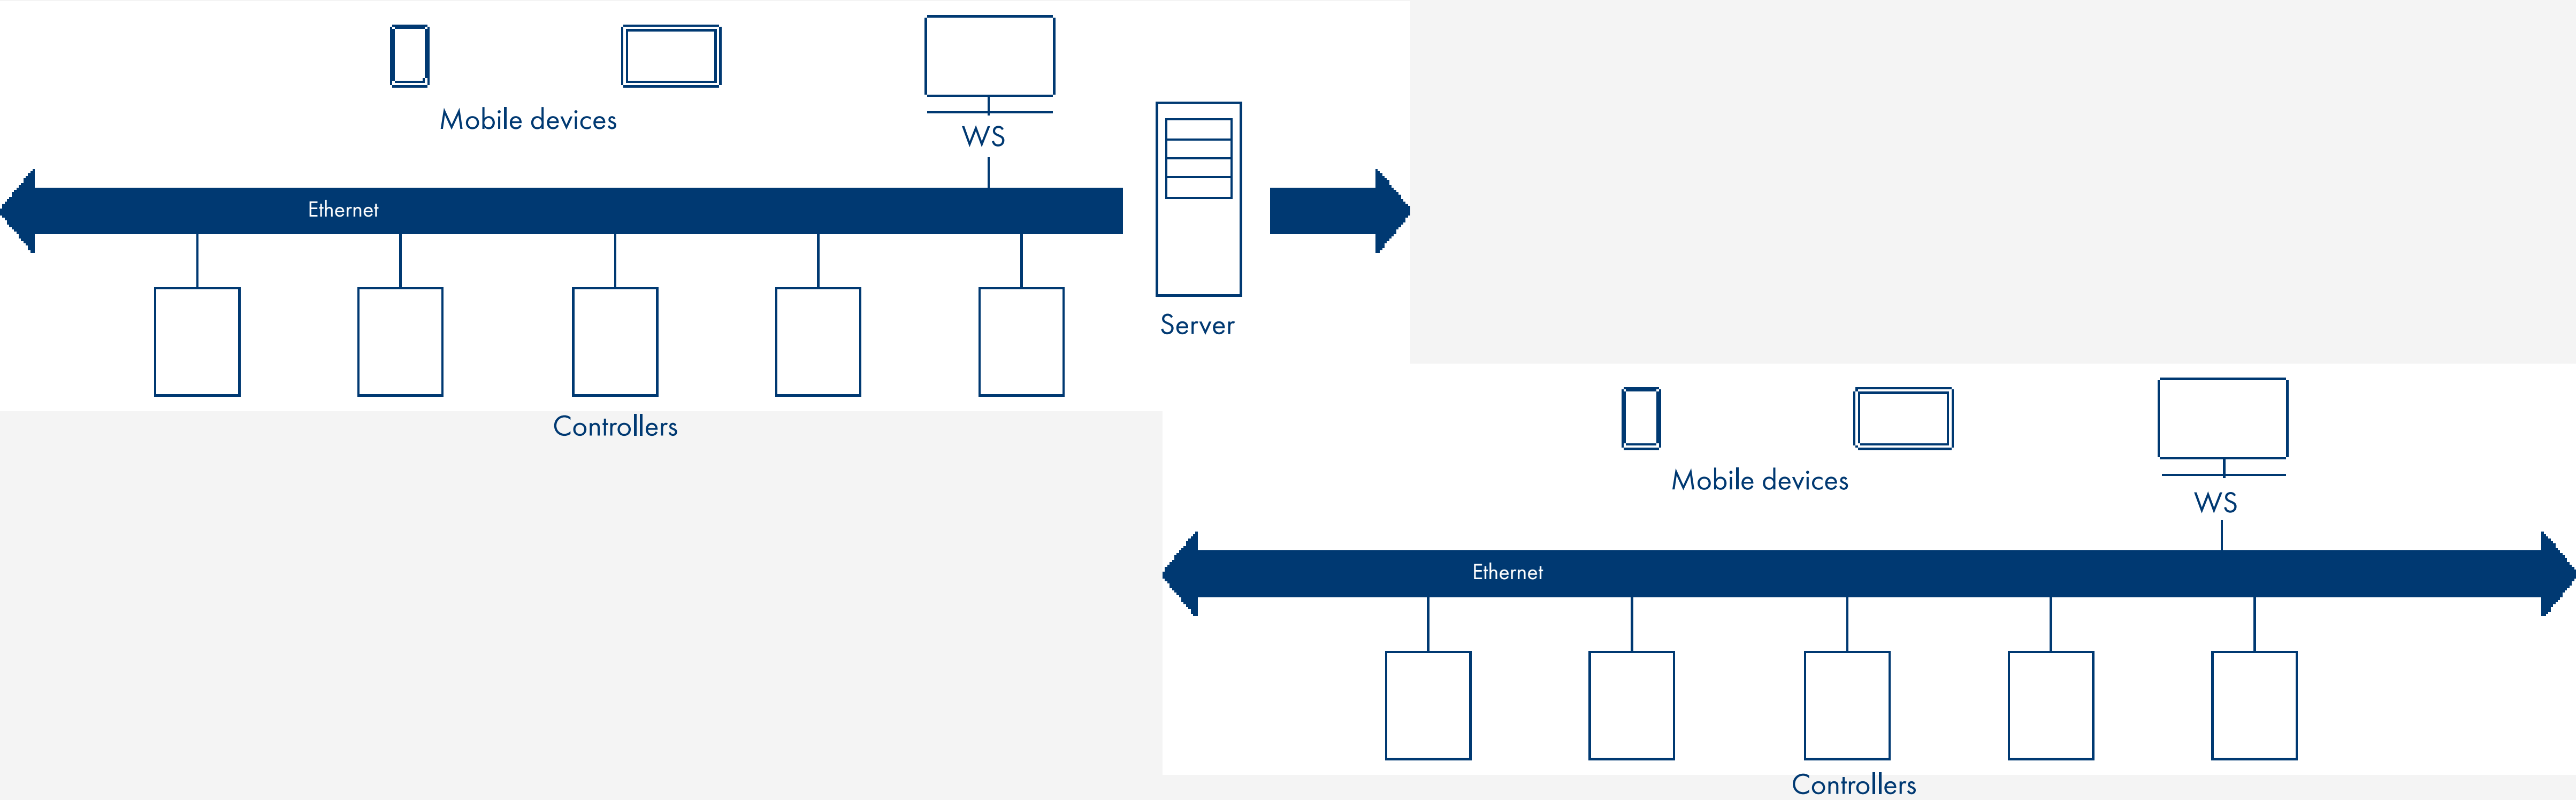 Mobile devices
WS
Ethernet
Server
Controllers
Mobile devices
WS
Ethernet
Controllers